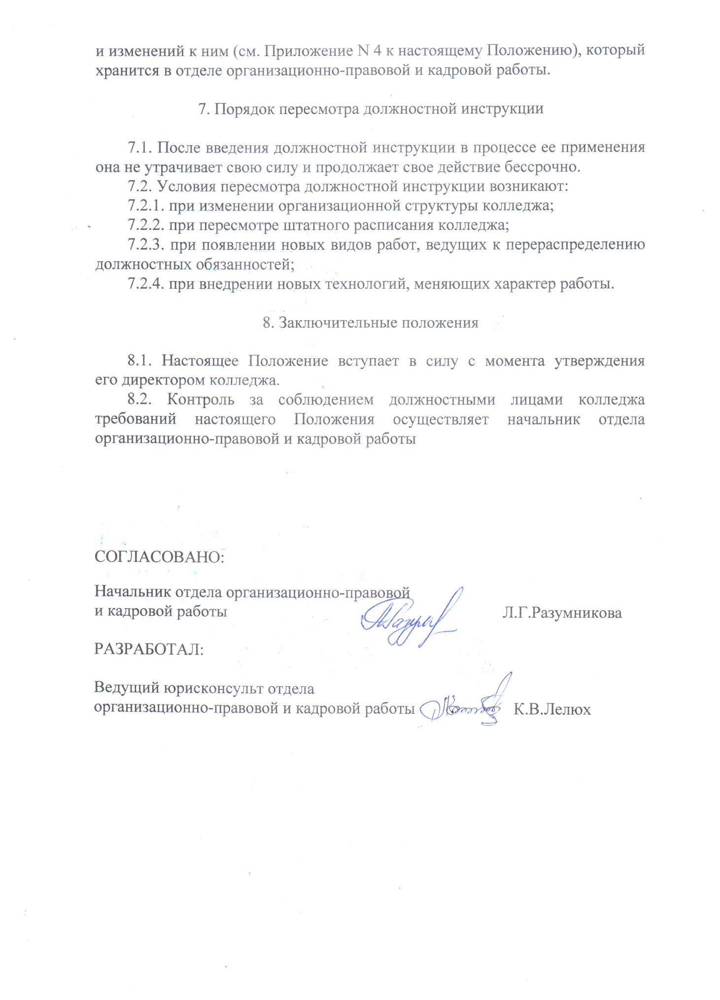 и изменений к ним (см. Приложение N 4 к настоящему Положению), который
хранится в отделе организационно-правовой и кадровой работы.
7. Порядок пересмотра должностной инструкции
7.1. После введения должностной инструкции в процессе ее применения
она не утрачивает свою силу и продолжает свое действие бессрочно.
7.2. Условия пересмотра должностной инструкции возникают:
7.2.1. при изменении организационной структуры колледжа;
7.2.2. при пересмотре штатного расписания колледжа;
7.2.3. при появлении новых видов работ, ведущих к перераспределению
должностных обязанностей;
7.2.4. при внедрении новых технологий, меняющих характер работы.
8. Заключительные положения
8.1. Настоящее Положение вступает в силу с момента утверждения
его директором колледжа.
8.2. Контроль за соблюдением должностными лицами колледжа
требований настоящего Положения осуществляет начальник отдела
организационно-правовой и кадровой работы
СОГЛАСОВАНО:
Начальник отдела организационно-правовой
и кадровой работы Л.Г.Разумникова
РАЗРАБОТАЛ:
Ведущий юрисконсульт отдела
организационно-правовой и кадровой работы К.В.Лелюх